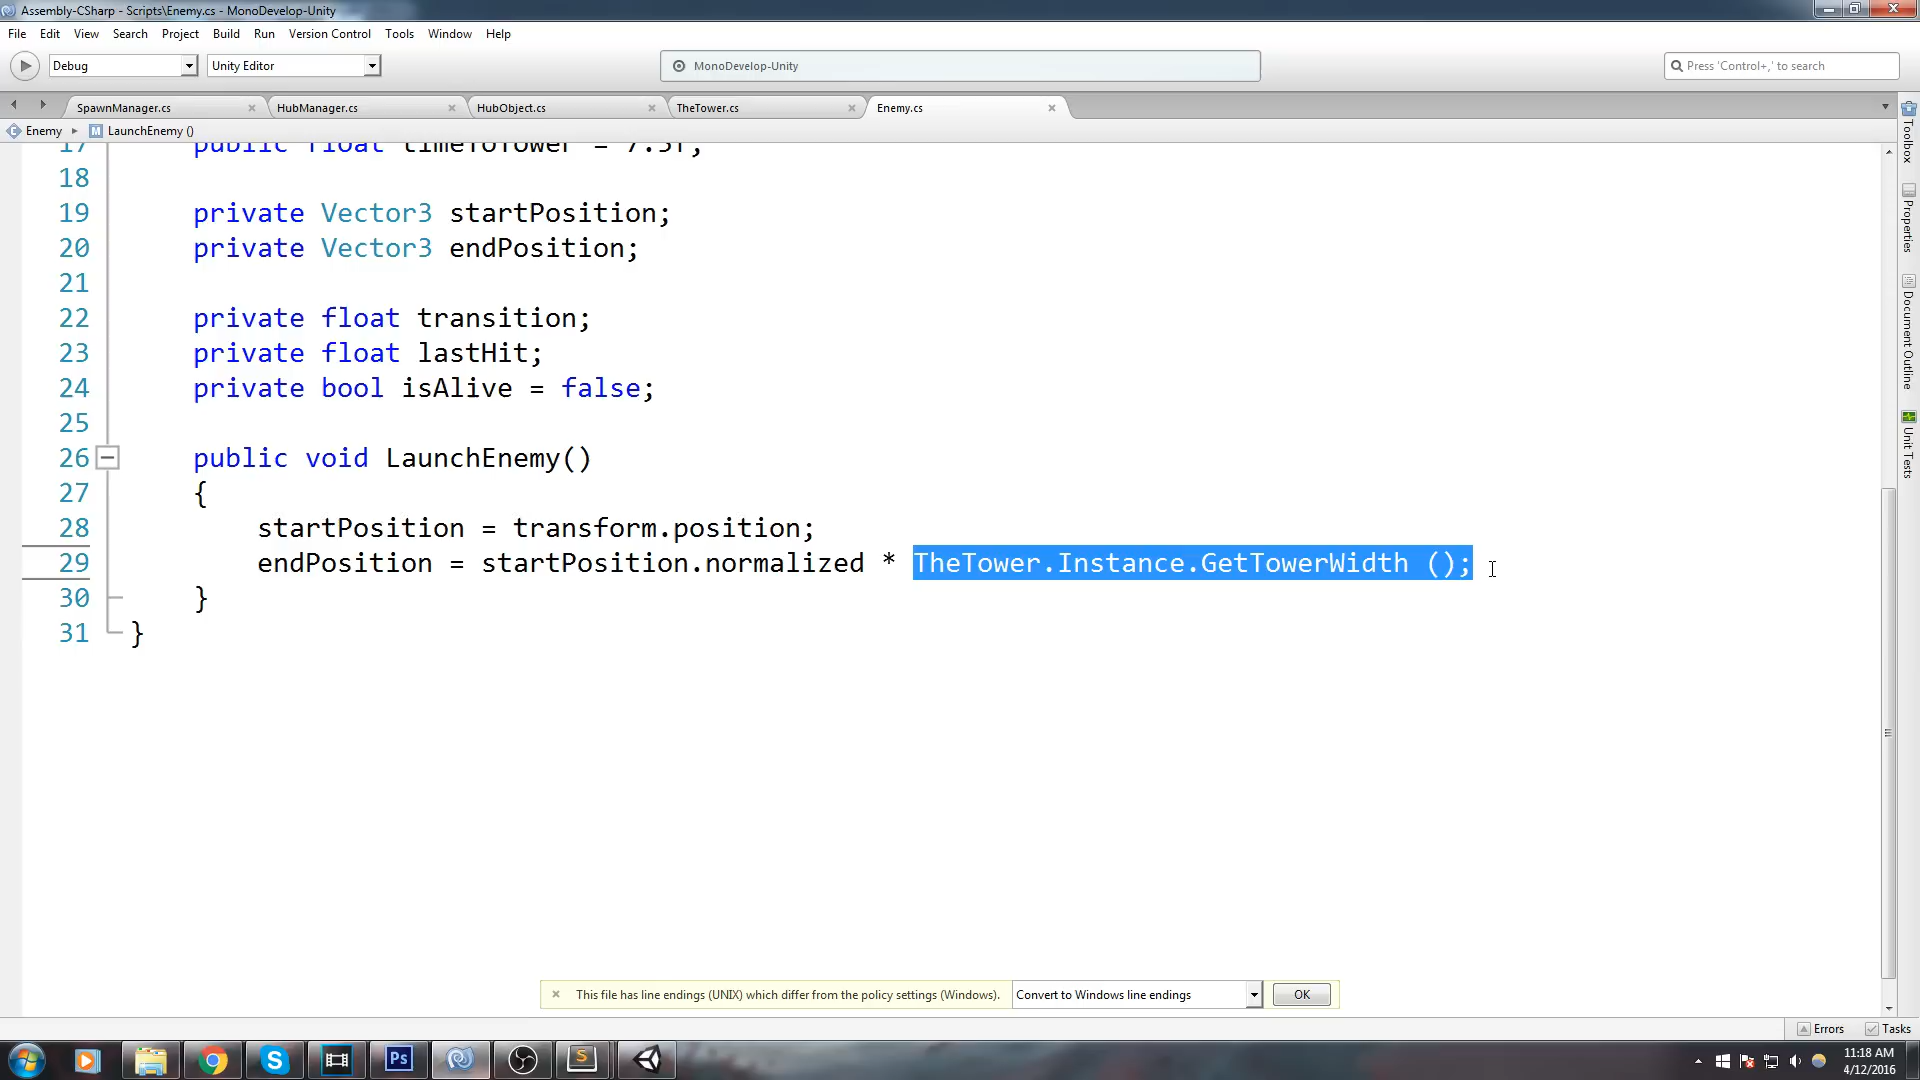 Assembly-CSharp - Scripts\Enemy.cs - MonoDevelop-Unity
File Edit View Search Project Build Run Version Control Tools Window Help
Debug Unity Editor MonoDevelop-Unity Press 'Control+,' to search
SpawnManager.cs HubManager.cs HubObject.cs TheTower.cs Enemy.cs
Enemy LaunchEnemy ()
17 public float timeToTower = 7.5f;
18
19 private Vector3 startPosition;
20 private Vector3 endPosition;
21
22 private float transition;
23 private float lastHit;
24 private bool isAlive = false;
25
26 public void LaunchEnemy()
27 {
28 startPosition = transform.position;
29 endPosition = startPosition.normalized * TheTower.Instance.GetTowerWidth ();
30 }
31 }
Toolbox
Properties
Document Outline
Unit Tests
This file has line endings (UNIX) which differ from the policy settings (Windows). Convert to Windows line endings OK
Errors Tasks
Ps
S
11:18 AM
4/12/2016